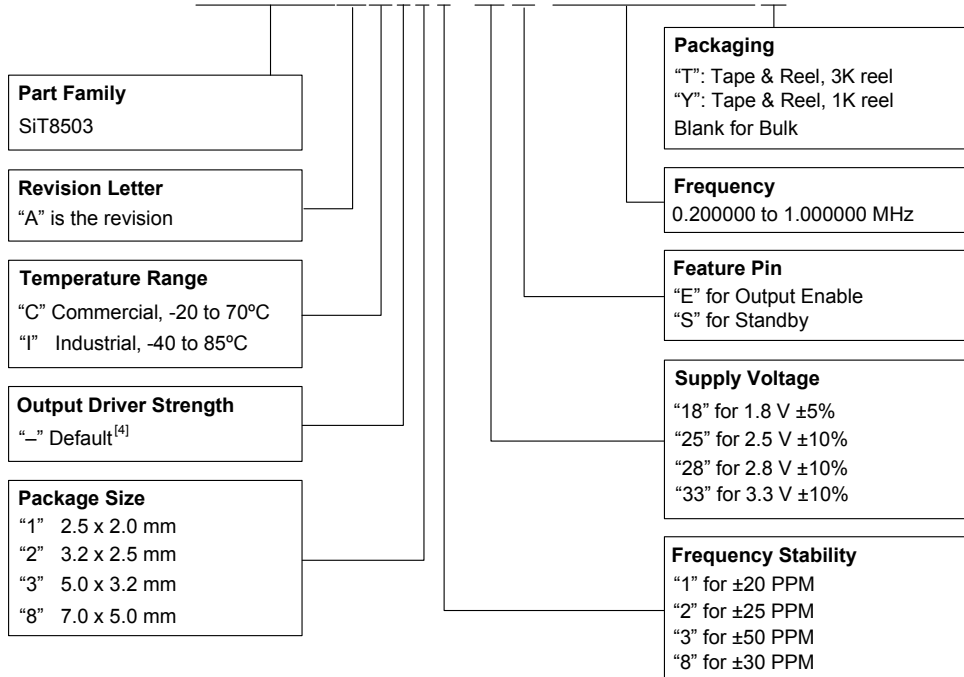 Part Family
SiT8503
Revision Letter
“A” is the revision
Temperature Range
“C” Commercial, -20 to 70ºC
“I” Industrial, -40 to 85ºC
Output Driver Strength
“–” Default[4]
Package Size
“1” 2.5 x 2.0 mm
“2” 3.2 x 2.5 mm
“3” 5.0 x 3.2 mm
“8” 7.0 x 5.0 mm
Packaging
“T”: Tape & Reel, 3K reel
“Y”: Tape & Reel, 1K reel
Blank for Bulk
Frequency
0.200000 to 1.000000 MHz
Feature Pin
“E” for Output Enable
“S” for Standby
Supply Voltage
“18” for 1.8 V ±5%
“25” for 2.5 V ±10%
“28” for 2.8 V ±10%
“33” for 3.3 V ±10%
Frequency Stability
“1” for ±20 PPM
“2” for ±25 PPM
“3” for ±50 PPM
“8” for ±30 PPM